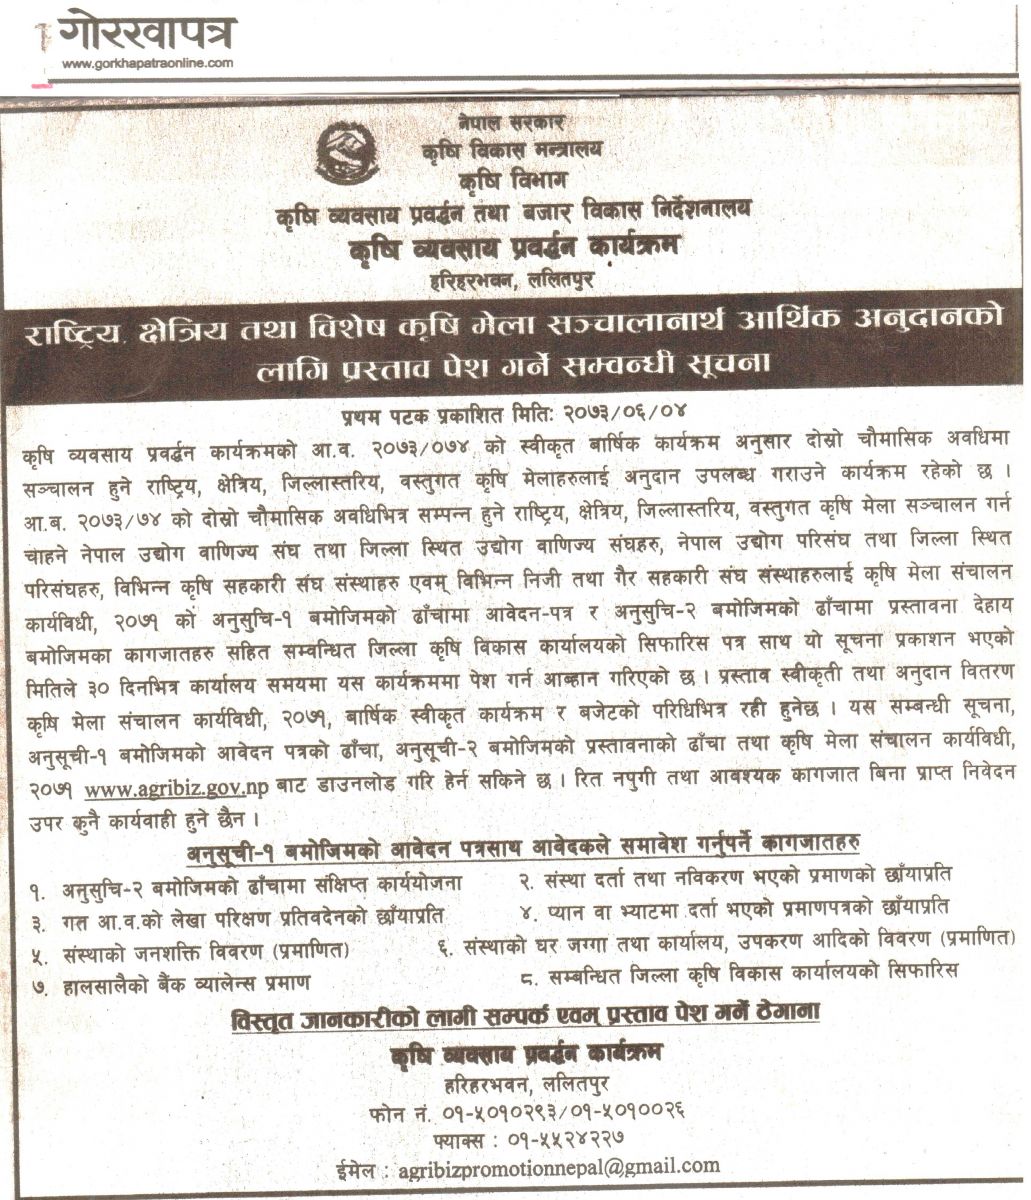 गोरखापत्र
www.gorkhapatraonline.com
नेपाल सरकार
कृषि विकास मन्त्रालय
कृषि विभाग
कृषि व्यवसाय प्रवर्द्धन तथा बजार विकास निर्देशनालय
कृषि व्यवसाय प्रवर्द्धन कार्यक्रम
हरिहरभवन, ललितपुर
राष्ट्रिय, क्षेत्रिय तथा विशेष कृषि मेला सञ्चालानार्थ आर्थिक अनुदानको
लागि प्रस्ताव पेश गर्ने सम्वन्धी सूचना
प्रथम पटक प्रकाशित मितिः २०७३/०६/०४
कृषि व्यवसाय प्रवर्द्धन कार्यक्रमको आ.व. २०७३/०७४ को स्वीकृत बार्षिक कार्यक्रम अनुसार दोस्रो चौमासिक अवधिमा
सञ्चालन हुने राष्ट्रिय, क्षेत्रिय, जिल्लास्तरिय, वस्तुगत कृषि मेलाहरुलाई अनुदान उपलब्ध गराउने कार्यक्रम रहेको छ ।
आ.ब. २०७३/७४ को दोस्रो चौमासिक अवधिभित्र सम्पन्न हुने राष्ट्रिय, क्षेत्रिय, जिल्लास्तरिय, वस्तुगत कृषि मेला सञ्चालन गर्न
चाहने नेपाल उद्योग वाणिज्य संघ तथा जिल्ला स्थित उद्योग वाणिज्य संघहरु, नेपाल उद्योग परिसंघ तथा जिल्ला स्थित
परिसंघहरु, विभिन्न कृषि सहकारी संघ संस्थाहरु एवम् विभिन्न निजी तथा गैर सहकारी संघ संस्थाहरुलाई कृषि मेला संचालन
कार्यविधी, २०७१ को अनुसुचि-१ बमोजिमको ढाँचामा आवेदन-पत्र र अनुसुचि-२ बमोजिमको ढाँचामा प्रस्तावना देहाय
बमोजिमका कागजातहरु सहित सम्वन्धित जिल्ला कृषि विकास कार्यालयको सिफारिस पत्र साथ यो सूचना प्रकाशन भएको
मितिले ३० दिनभित्र कार्यालय समयमा यस कार्यक्रममा पेश गर्न आब्हान गरिएको छ । प्रस्ताव स्वीकृती तथा अनुदान वितरण
कृषि मेला संचालन कार्यविधी, २०७१, बार्षिक स्वीकृत कार्यक्रम र बजेटको परिधिभित्र रही हुनेछ । यस सम्बन्धी सूचना,
अनुसूची-१ बमोजिमको आवेदन पत्रको ढाँचा, अनुसूची-२ बमोजिमको प्रस्तावनाको ढाँचा तथा कृषि मेला संचालन कार्यविधी,
२०७१ www.agribiz.gov.np बाट डाउनलोड गरि हेर्न सकिने छ । रित नपुगी तथा आवश्यक कागजात बिना प्राप्त निवेदन
उपर कुनै कार्यवाही हुने छैन ।
अनुसूची-१ बमोजिमको आवेदन पत्रसाथ आवेदकले समावेश गर्नुपर्ने कागजातहरु
१. अनुसुचि-२ बमोजिमको ढाँचामा संक्षिप्त कार्ययोजना
२. संस्था दर्ता तथा नविकरण भएको प्रमाणको छाँयाप्रति
३. गत आ.व.को लेखा परिक्षण प्रतिवदेनको छाँयाप्रति
४. प्यान वा भ्याटमा दर्ता भएको प्रमाणपत्रको छाँयाप्रति
५. संस्थाको जनशक्ति विवरण (प्रमाणित)
६. संस्थाको घर जग्गा तथा कार्यालय, उपकरण आदिको विवरण (प्रमाणित)
७. हालसालैको बैंक व्यालेन्स प्रमाण
८. सम्बन्धित जिल्ला कृषि विकास कार्यालयको सिफारिस
विस्तृत जानकारीको लागी सम्पर्क एवम् प्रस्ताव पेश गर्ने ठेगाना
कृषि व्यवसाय प्रवर्द्धन कार्यक्रम
हरिहरभवन, ललितपुर
फोन नं. ०१-५०१०२९३/०१-५०१००२६
फ्याक्स : ०१-५५२४२२७
ईमेल : agribizpromotionnepal@gmail.com